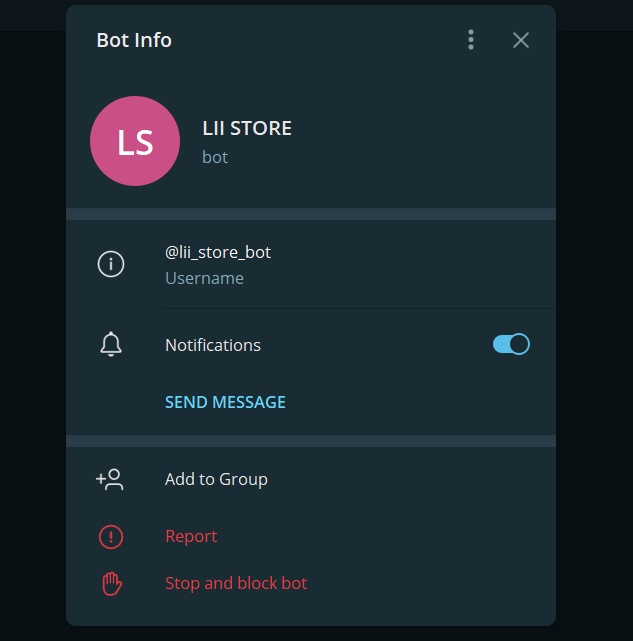 Bot Info
LS
LII STORE
bot
@lii_store_bot
Username
Notifications
SEND MESSAGE
Add to Group
Report
Stop and block bot